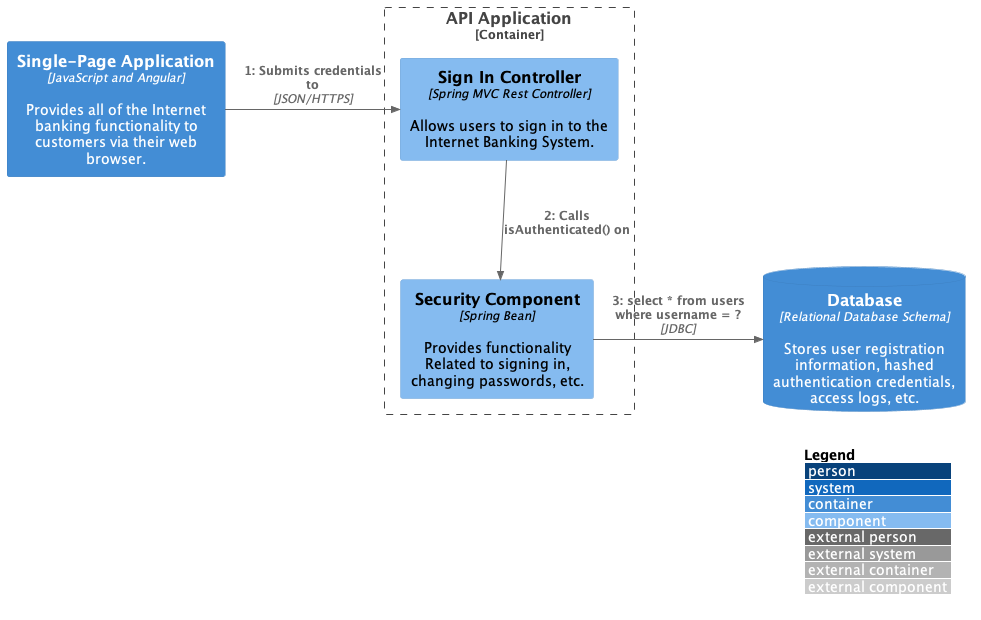 API Application
[Container]
Single-Page Application
[JavaScript and Angular]
Provides all of the Internet
banking functionality to
customers via their web
browser.
1: Submits credentials
to
[JSON/HTTPS]
Sign In Controller
[Spring MVC Rest Controller]
Allows users to sign in to the
Internet Banking System.
2: Calls
isAuthenticated() on
Security Component
[Spring Bean]
Provides functionality
Related to signing in,
changing passwords, etc.
3: select * from users
where username = ?
[JDBC]
Database
[Relational Database Schema]
Stores user registration
information, hashed
authentication credentials,
access logs, etc.
Legend
person
system
container
component
external person
external system
external container
external component